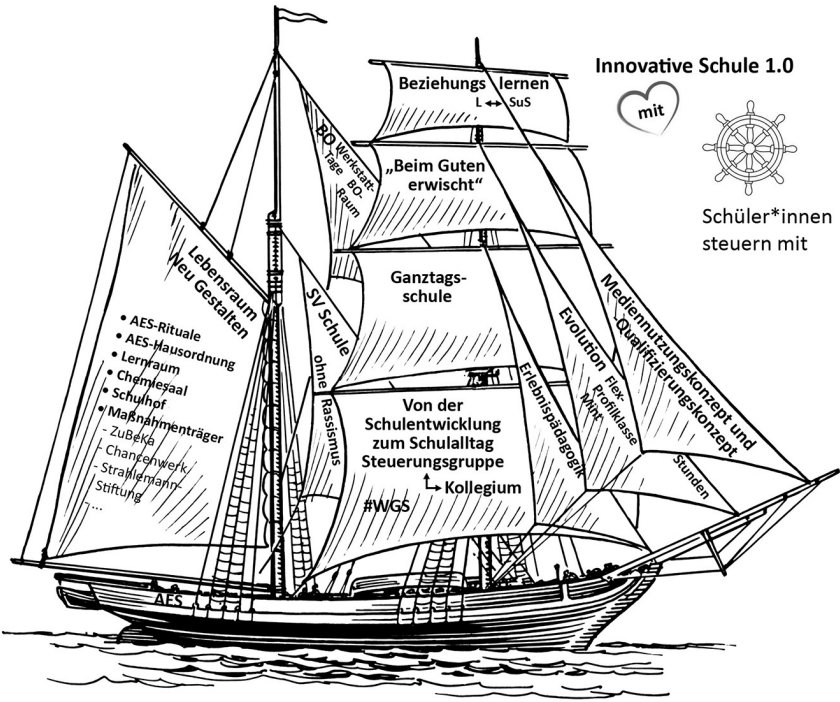 Innovative Schule 1.0
mit
Schüler*innen
steuern mit
Beziehungs lernen
L ↔ SuS
„Beim Guten
erwischt“
Ganztags-
schule
Von der
Schulentwicklung
zum Schulalltag
Steuerungsgruppe
Kollegium
#WGS
BO Werkstatt-
Tage BO-
Raum
SV Schule
ohne
Rassismus
Lebensraum
Neu Gestalten
• AES-Rituale
• AES-Hausordnung
• Lernraum
• Chemiesaal
• Schulhof
• Maßnahmenträger
- ZuBeKa
- Chancenwerk
- Strahlemann-
Stiftung
- ...
Erlebnispädagogik
Evolution Flex-
Profilklasse
Mint
Stunden
Mediennutzungskonzept und
Qualifizierungskonzept
AES